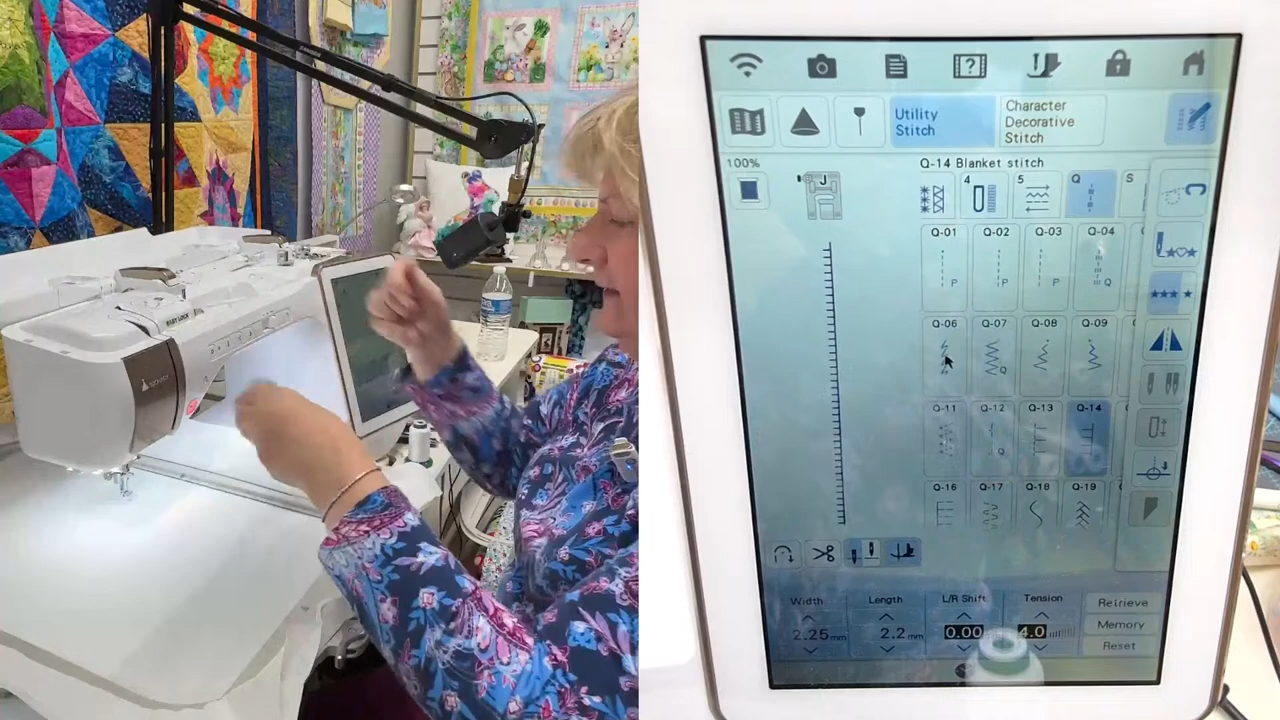 BABY LOCK
Utility
Stitch
Character
Decorative
Stitch
100%
Q-14 Blanket stitch
J
4
5
Q
S
Q-01
Q-02
Q-03
Q-04
P
P
P
Q
Q-06
Q-07
Q-08
Q-09
Q
Q-11
Q-12
Q-13
Q-14
Q
Q-16
Q-17
Q-18
Q-19
Width
Length
L/R Shift
Tension
2.25mm
2.2mm
0.00
4.0
Retrieve
Memory
Reset